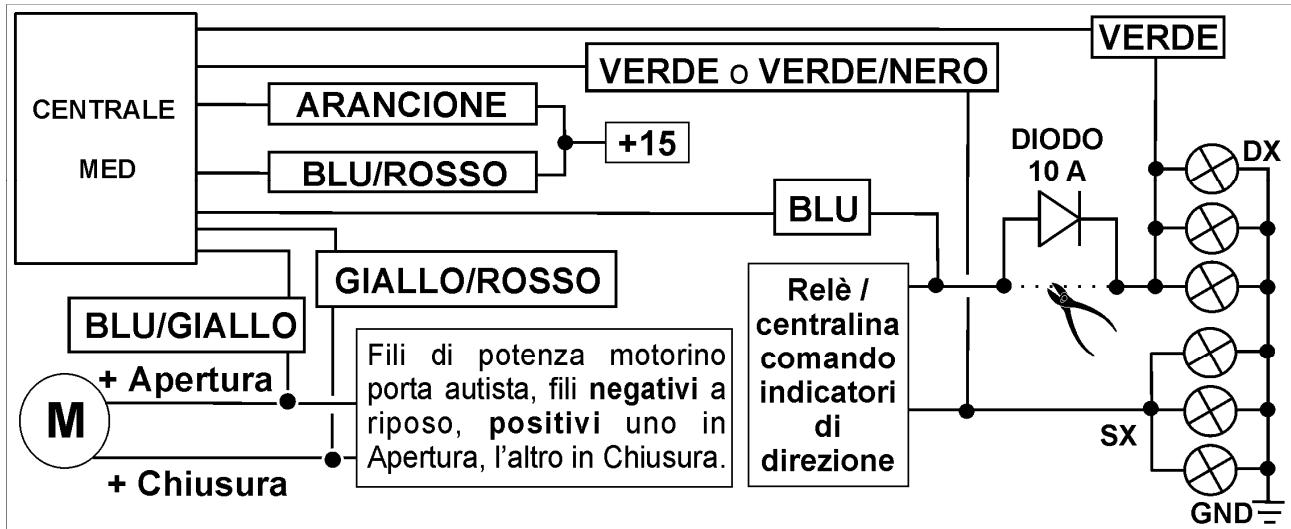 CENTRALE
MED
VERDE
VERDE o VERDE/NERO
ARANCIONE
+15
BLU/ROSSO
DIODO
10 A
DX
BLU
GIALLO/ROSSO
BLU/GIALLO
+ Apertura
M
+ Chiusura
Fili di potenza motorino
porta autista, fili negativi a
riposo, positivi uno in
Apertura, l'altro in Chiusura.
Relè /
centralina
comando
indicatori
di
direzione
SX
GND